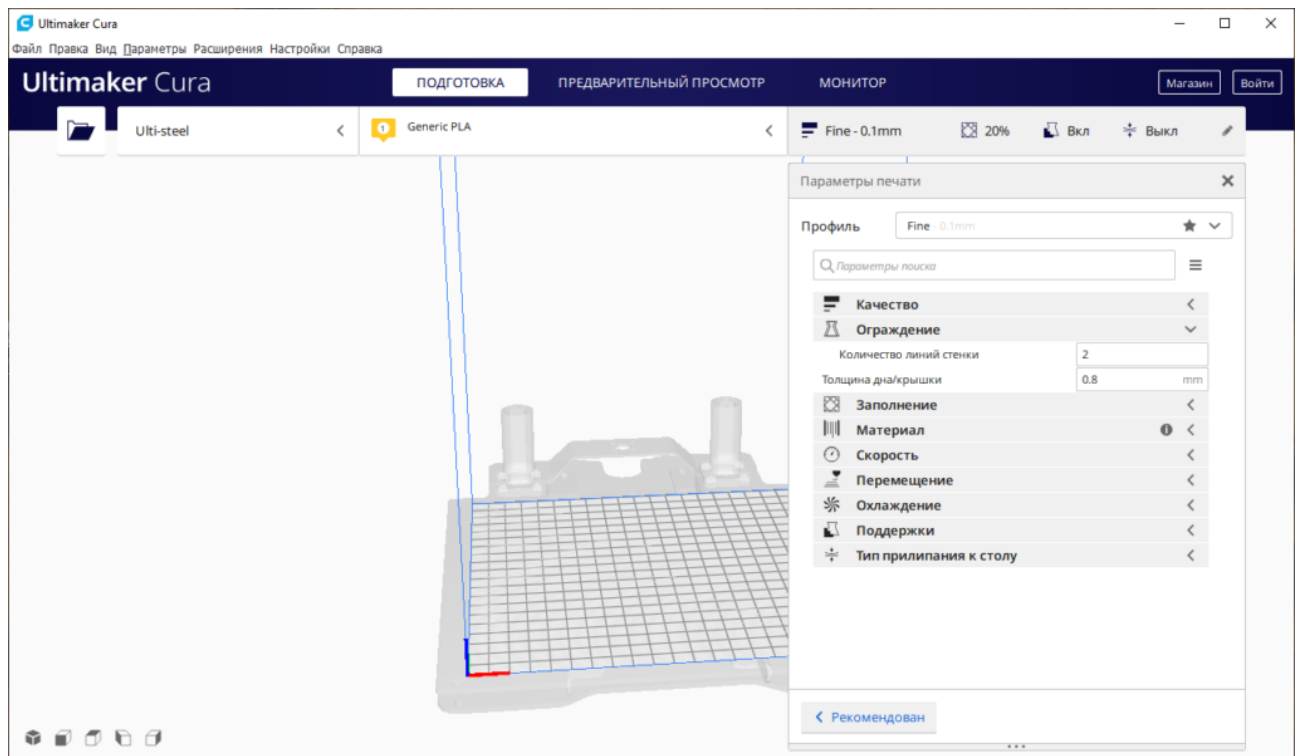 Ultimaker Cura
Файл Правка Вид Параметры Расширения Настройки Справка
Ultimaker Cura ПОДГОТОВКА ПРЕДВАРИТЕЛЬНЫЙ ПРОСМОТР МОНИТОР Магазин Войти
Ulti-steel 1 Generic PLA Fine - 0.1mm 20% Вкл Выкл
Параметры печати
Профиль Fine - 0.1mm
Параметры поиска
Качество
Ограждение
Количество линий стенки 2
Толщина дна/крышки 0.8 mm
Заполнение
Материал
Скорость
Перемещение
Охлаждение
Поддержки
Тип прилипания к столу
Рекомендован